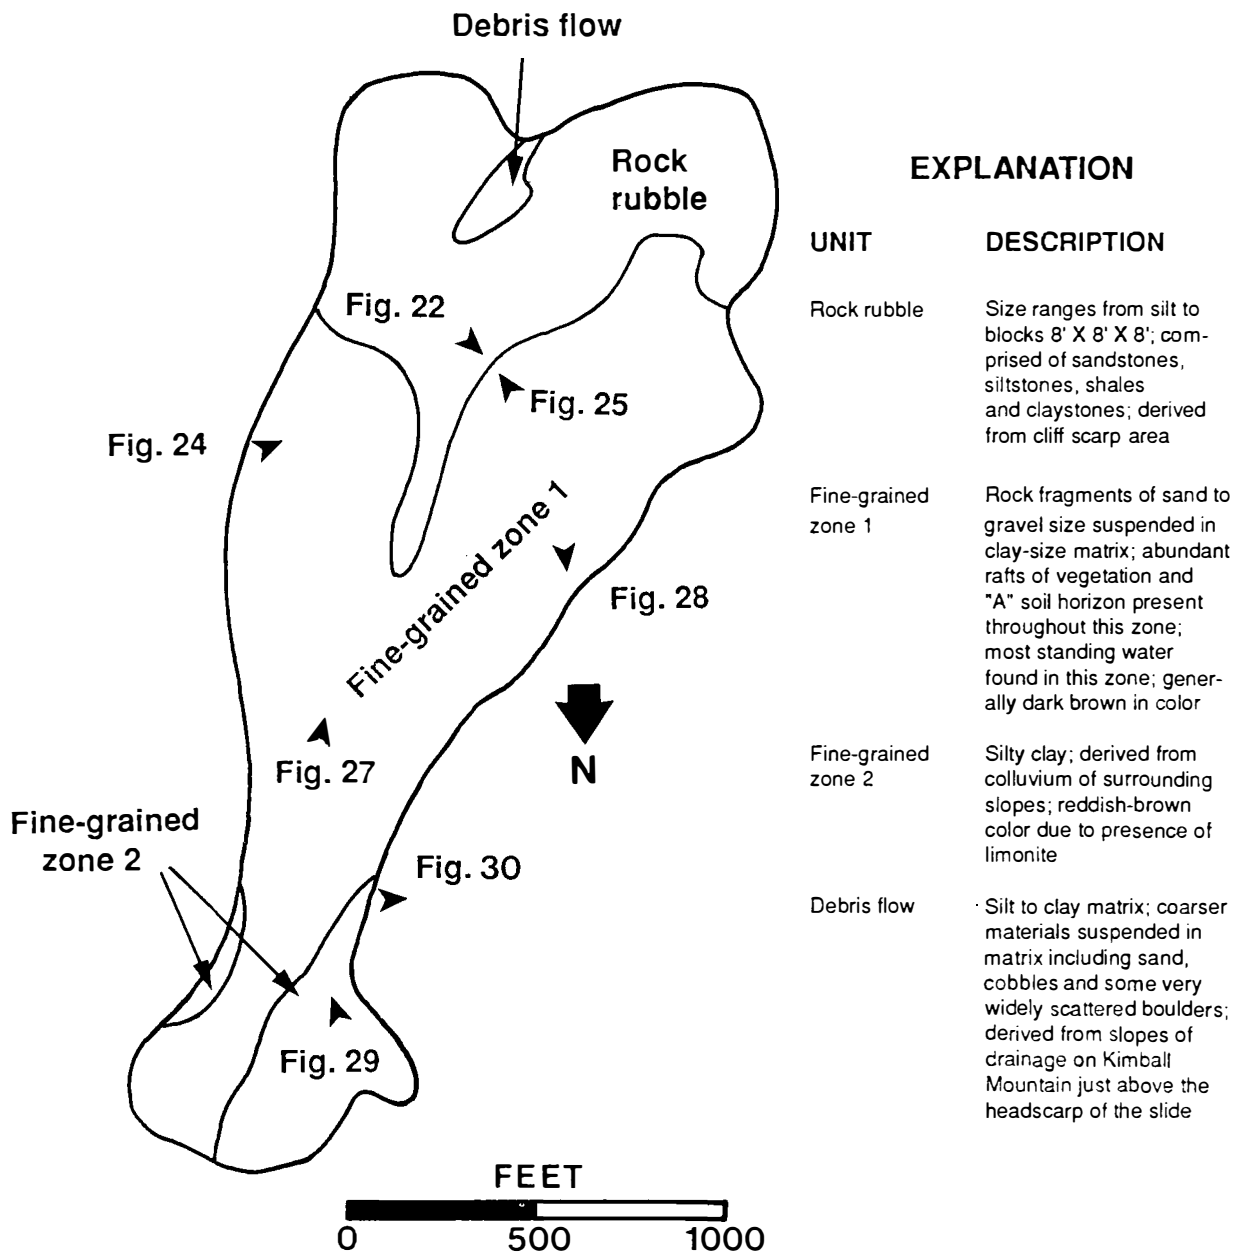 Debris flow
Rock
rubble
Fig. 22
Fig. 25
Fig. 24
Fine-grained zone 1
Fig. 28
N
Fig. 27
Fine-grained
zone 2
Fig. 30
Fig. 29
FEET
0 500 1000
EXPLANATION
UNIT DESCRIPTION
Rock rubble Size ranges from silt to
blocks 8' X 8' X 8'; com-
prised of sandstones,
siltstones, shales
and claystones; derived
from cliff scarp area
Fine-grained Rock fragments of sand to
zone 1 gravel size suspended in
clay-size matrix; abundant
rafts of vegetation and
"A" soil horizon present
throughout this zone;
most standing water
found in this zone; gener-
ally dark brown in color
Fine-grained Silty clay; derived from
zone 2 colluvium of surrounding
slopes; reddish-brown
color due to presence of
limonite
Debris flow Silt to clay matrix; coarser
materials suspended in
matrix including sand,
cobbles and some very
widely scattered boulders;
derived from slopes of
drainage on Kimball
Mountain just above the
headscarp of the slide